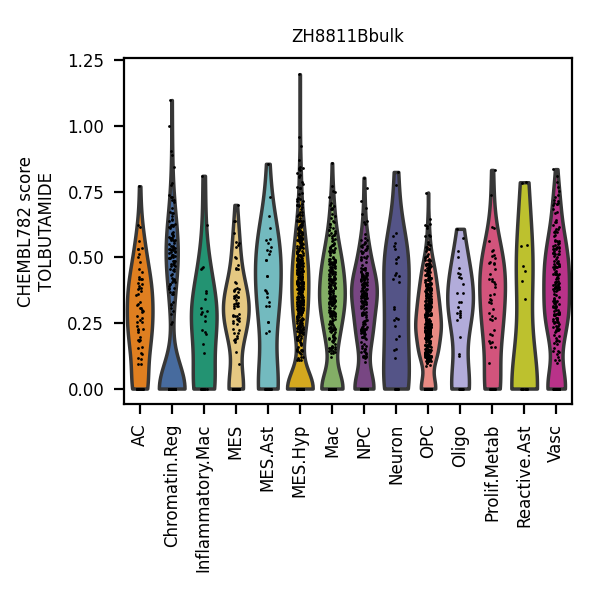 ZH8811Bbulk
CHEMBL782 score
TOLBUTAMIDE
1.25
1.00
0.75
0.50
0.25
0.00
AC
Chromatin.Reg
Inflammatory.Mac
MES
MES.Ast
MES.Hyp
Mac
NPC
Neuron
OPC
Oligo
Prolif.Metab
Reactive.Ast
Vasc